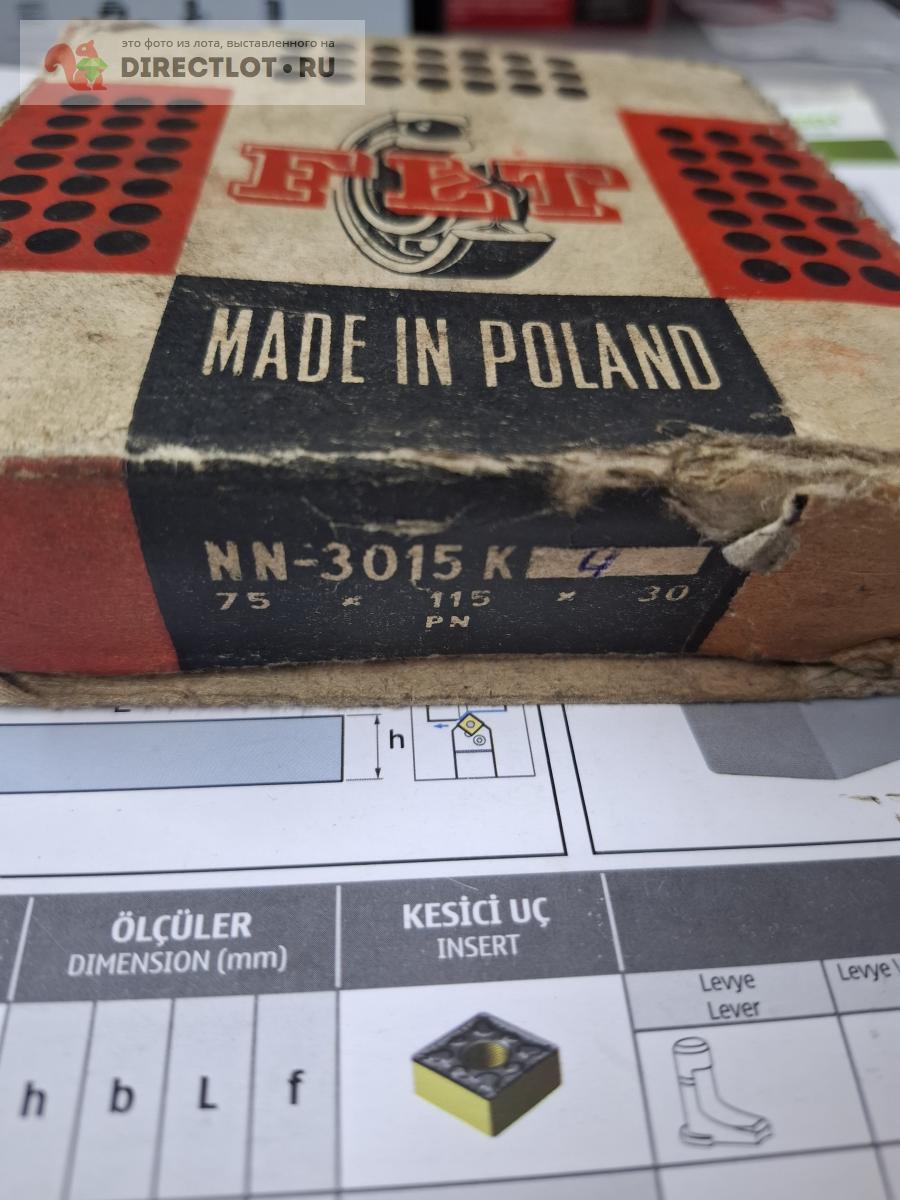 это фото из лота, выставленного на
DIRECTLOT.RU
FŁT
MADE IN POLAND
NN-3015 K 4
75 x 115 x 30
PN
h
ÖLÇÜLER
DIMENSION (mm)
KESİCİ UÇ
INSERT
Levye
Lever
Levye
h b L f